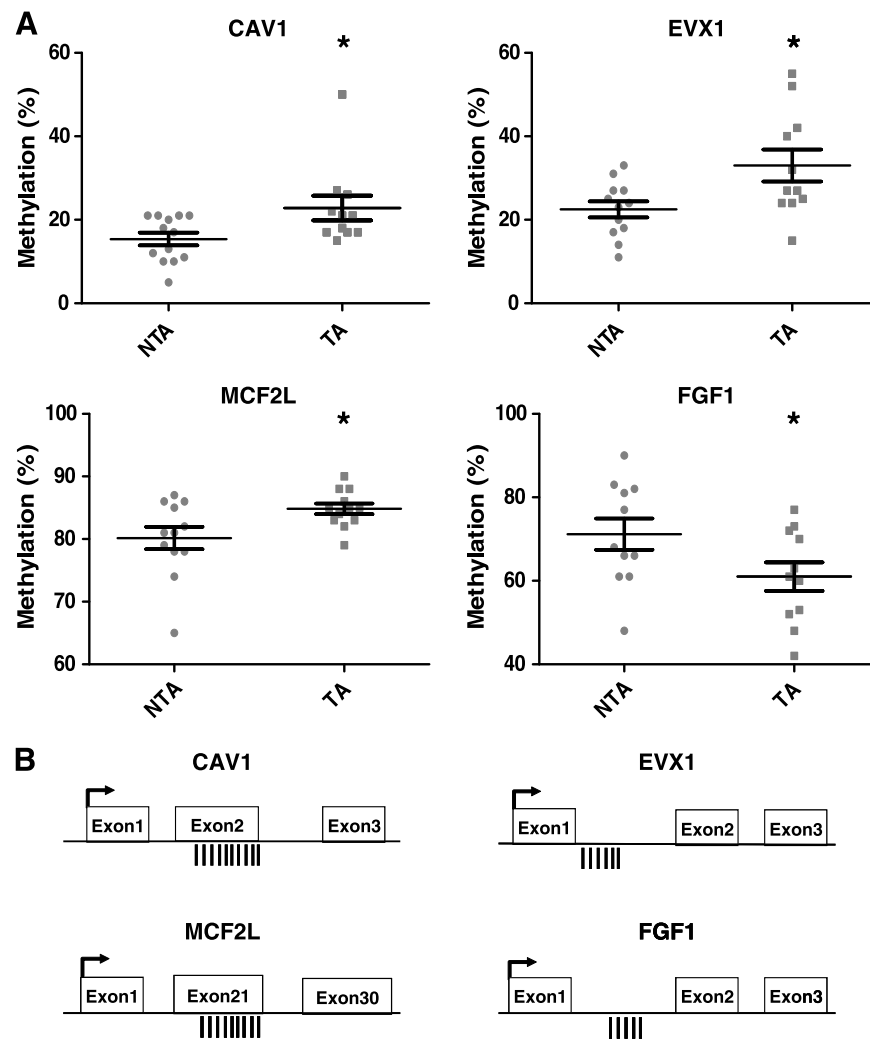 A
CAV1
*
Methylation (%)
60
40
20
0
NTA
TA
EVX1
*
Methylation (%)
60
40
20
0
NTA
TA
MCF2L
*
Methylation (%)
100
90
80
70
60
NTA
TA
FGF1
*
Methylation (%)
100
80
60
40
NTA
TA
B
CAV1
Exon1 Exon2 Exon3
EVX1
Exon1 Exon2 Exon3
MCF2L
Exon1 Exon21 Exon30
FGF1
Exon1 Exon2 Exon3